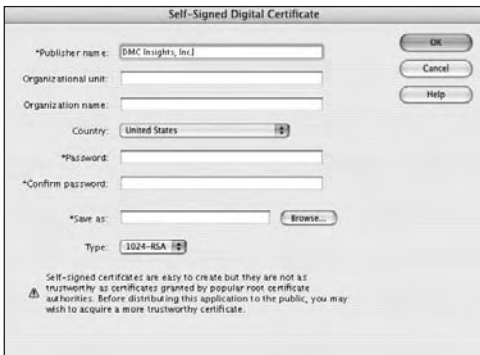 Self-Signed Digital Certificate
*Publisher name: DMC Insights, Inc
OK
Organizational unit:
Cancel
Organization name:
Help
Country: United States
*Password:
*Confirm password:
*Save as: Browse...
Type: 1024-RSA
Self-signed certifcates are easy to create but they are not as
trustworthy as certificates granted by popular root certificate
authorities. Before distributing this application to the public, you may
wish to acquire a more trustworthy certificate.